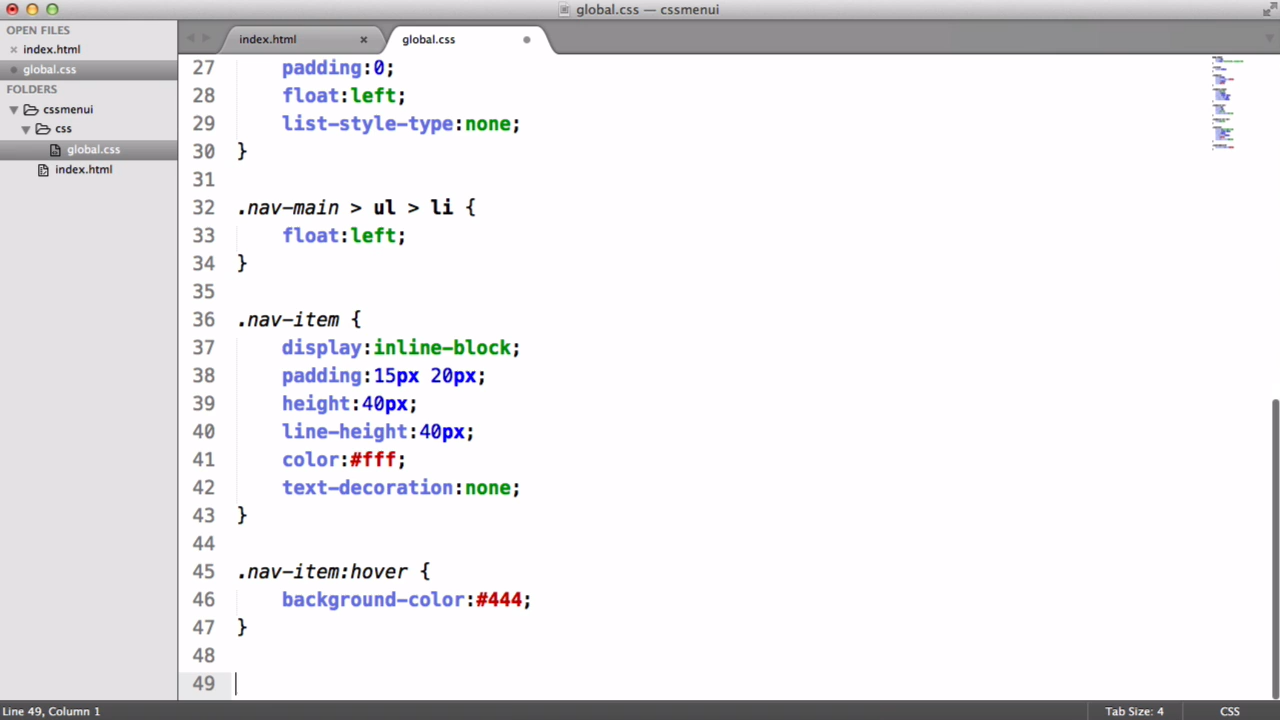 global.css — cssmenui
OPEN FILES
index.html
global.css
FOLDERS
cssmenui
css
global.css
index.html
index.html
global.css
27 padding:0;
28 float:left;
29 list-style-type:none;
30 }
31
32 .nav-main > ul > li {
33 float:left;
34 }
35
36 .nav-item {
37 display:inline-block;
38 padding:15px 20px;
39 height:40px;
40 line-height:40px;
41 color:#fff;
42 text-decoration:none;
43 }
44
45 .nav-item:hover {
46 background-color:#444;
47 }
48
49
Line 49, Column 1
Tab Size: 4
CSS